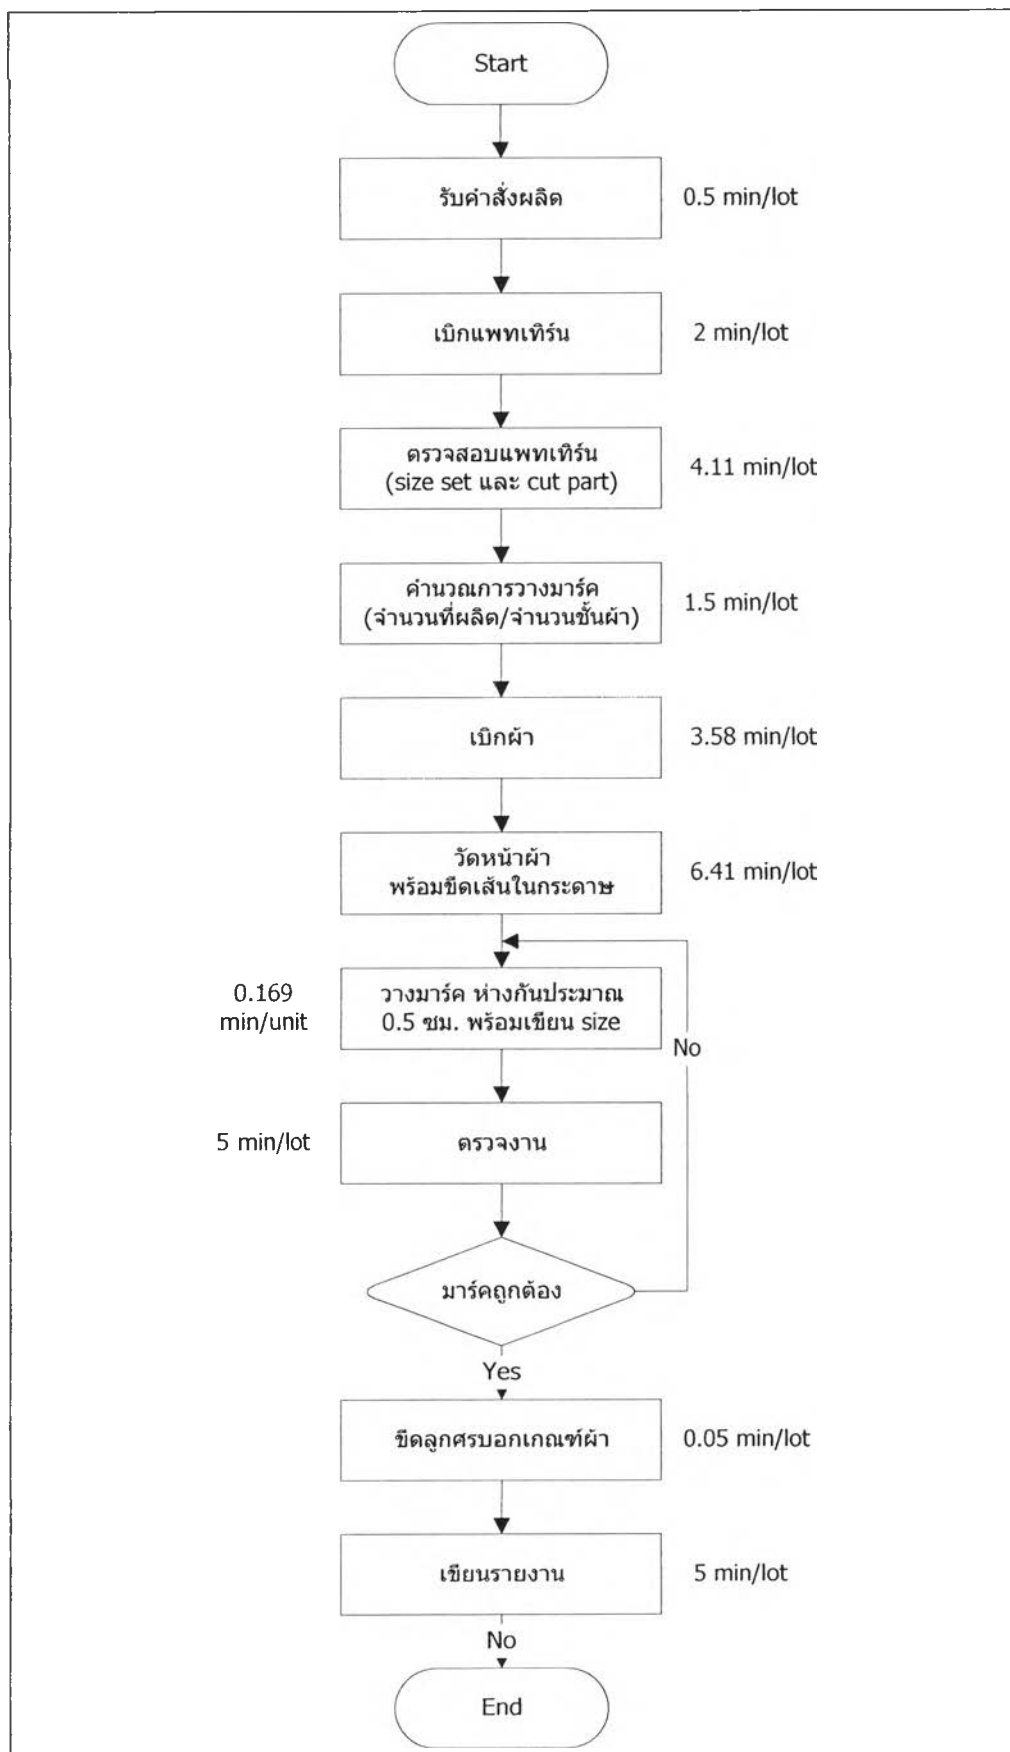 Start
รับคำสั่งผลิต
0.5 min/lot
เบิกแพทเทิร์น
2 min/lot
ตรวจสอบแพทเทิร์น
(size set และ cut part)
4.11 min/lot
คำนวณการวางมาร์ค
(จำนวนที่ผลิต/จำนวนชั้นผ้า)
1.5 min/lot
เบิกผ้า
3.58 min/lot
วัดหน้าผ้า
พร้อมขีดเส้นในกระดาษ
6.41 min/lot
0.169
min/unit
วางมาร์ค ห่างกันประมาณ
0.5 ซม. พร้อมเขียน size
No
5 min/lot
ตรวจงาน
มาร์คถูกต้อง
Yes
ขีดลูกศรบอกเกณฑ์ผ้า
0.05 min/lot
เขียนรายงาน
5 min/lot
No
End